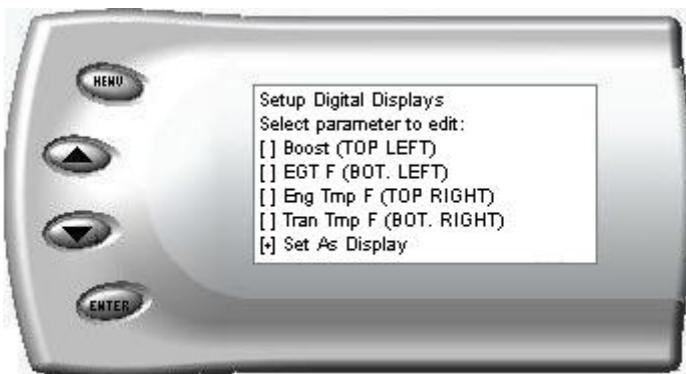 MENU
Setup Digital Displays
Select parameter to edit:
[ ] Boost (TOP LEFT)
[ ] EGT F (BOT. LEFT)
[ ] Eng Tmp F (TOP RIGHT)
[ ] Tran Tmp F (BOT. RIGHT)
[+] Set As Display
ENTER